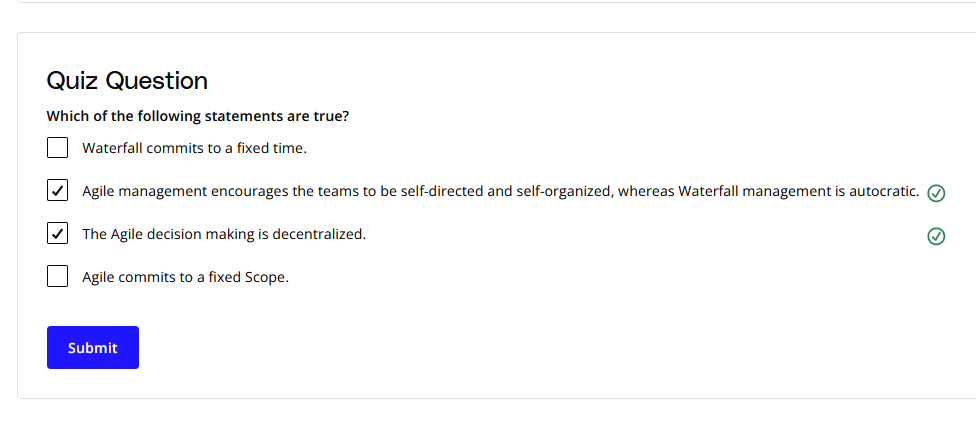 Quiz Question
Which of the following statements are true?
Waterfall commits to a fixed time.
Agile management encourages the teams to be self-directed and self-organized, whereas Waterfall management is autocratic.
The Agile decision making is decentralized.
Agile commits to a fixed Scope.
Submit